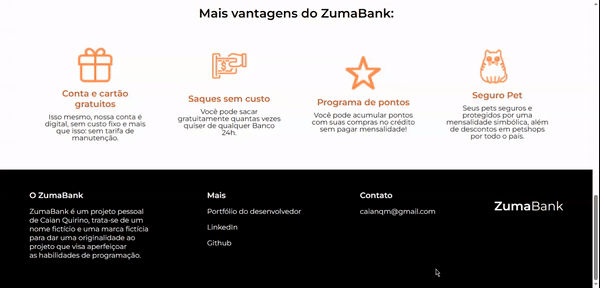 Mais vantagens do ZumaBank:
Conta e cartão
gratuitos
Isso mesmo, nossa conta é
digital, sem custo fixo e mais
que isso: sem tarifa de
manutenção.
Saques sem custo
Você pode sacar
gratuitamente quantas vezes
quiser de qualquer Banco
24h.
Programa de pontos
Você pode acumular pontos
com suas compras no crédito
sem pagar mensalidade!
Seguro Pet
Seus pets seguros e
protegidos por uma
mensalidade simbólica, além
de descontos em petshops
por todo o país.
O ZumaBank
ZumaBank é um projeto pessoal
de Caian Quirino, trata-se de um
nome fictício e uma marca fictícia
para dar uma originalidade ao
projeto que visa aperfeiçoar
as habilidades de programação.
Mais
Portfólio do desenvolvedor
LinkedIn
Github
Contato
caianqm@gmail.com
ZumaBank